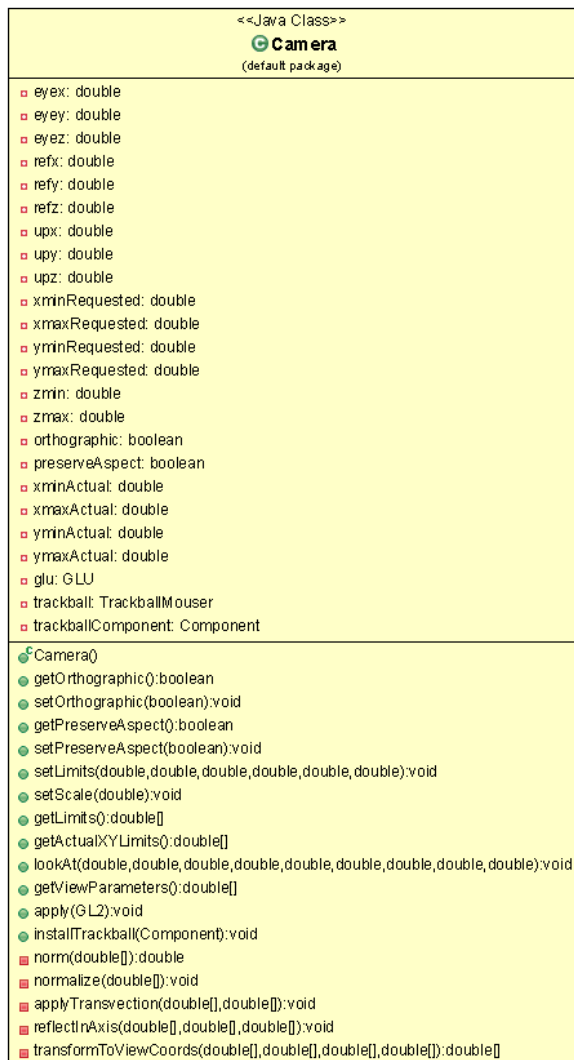 <<Java Class>>
Camera
(default package)
eyex: double
eyey: double
eyez: double
refx: double
refy: double
refz: double
upx: double
upy: double
upz: double
xminRequested: double
xmaxRequested: double
yminRequested: double
ymaxRequested: double
zmin: double
zmax: double
orthographic: boolean
preserveAspect: boolean
xminActual: double
xmaxActual: double
yminActual: double
ymaxActual: double
glu: GLU
trackball: TrackballMouser
trackballComponent: Component
Camera()
getOrthographic():boolean
setOrthographic(boolean):void
getPreserveAspect():boolean
setPreserveAspect(boolean):void
setLimits(double,double,double,double,double,double):void
setScale(double):void
getLimits():double[]
getActualXYLimits():double[]
lookAt(double,double,double,double,double,double,double,double,double):void
getViewParameters():double[]
apply(GL2):void
installTrackball(Component):void
norm(double[]):double
normalize(double[]):void
applyTransvection(double[],double[]):void
reflectInAxis(double[],double[],double[]):void
transformToViewCoords(double[],double[],double[],double[]):double[]